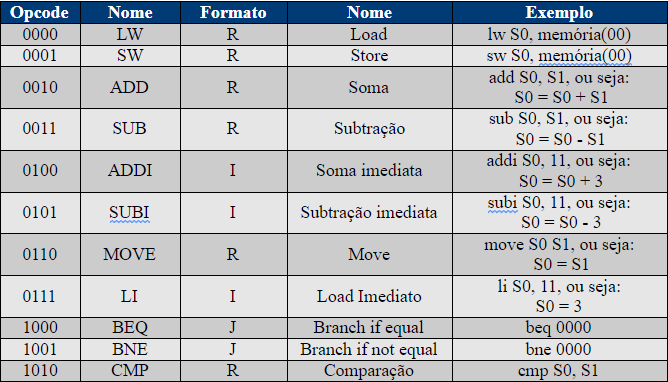 Opcode Nome Formato Nome Exemplo
0000 LW R Load lw S0, memória(00)
0001 SW R Store sw S0, memória(00)
0010 ADD R Soma add S0, S1, ou seja:
S0 = S0 + S1
0011 SUB R Subtração sub S0, S1, ou seja:
S0 = S0 - S1
0100 ADDI I Soma imediata addi S0, 11, ou seja:
S0 = S0 + 3
0101 SUBI I Subtração imediata subi S0, 11, ou seja:
S0 = S0 - 3
0110 MOVE R Move move S0 S1, ou seja:
S0 = S1
0111 LI I Load Imediato li S0, 11, ou seja:
S0 = 3
1000 BEQ J Branch if equal beq 0000
1001 BNE J Branch if not equal bne 0000
1010 CMP R Comparação cmp S0, S1